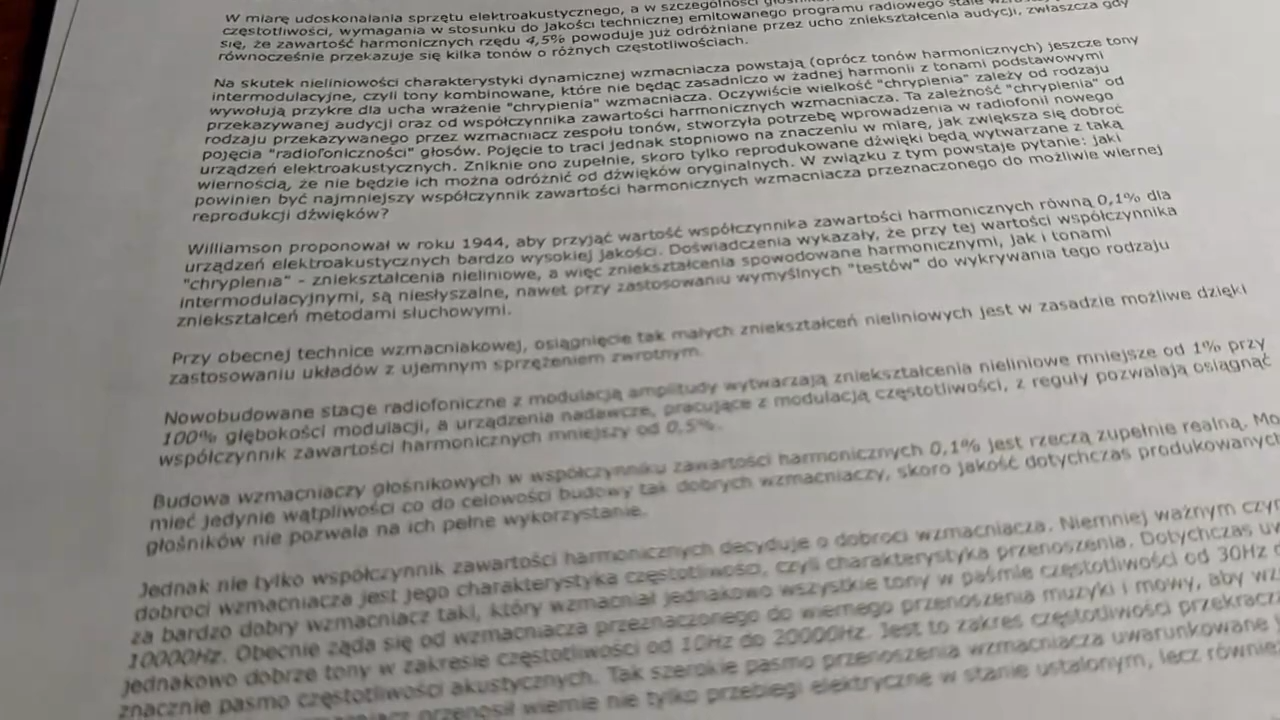 W miarę udoskonalania sprzętu elektroakustycznego, a w szczególności
częstotliwości, wymagania w stosunku do jakości technicznej emitowanego programu radiowego stale
się, że zawartość harmonicznych rzędu 4,5% powoduje już odróżniane przez ucho zniekształcenia audycji, zwłaszcza gdy
równocześnie przekazuje się kilka tonów o różnych częstotliwościach.
Na skutek nieliniowości charakterystyki dynamicznej wzmacniacza powstają (oprócz tonów harmonicznych) jeszcze tony
intermodulacyjne, czyli tony kombinowane, które nie będąc zasadniczo w żadnej harmonii z tonami podstawowymi
wywołują przykre dla ucha wrażenie "chrypienia" wzmacniacza. Oczywiście wielkość "chrypienia" zależy od rodzaju
przekazywanej audycji oraz od współczynnika zawartości harmonicznych wzmacniacza. Ta zależność "chrypienia" od
rodzaju przekazywanego przez wzmacniacz zespołu tonów, stworzyła potrzebę wprowadzenia w radiofonii nowego
pojęcia "radiofoniczności" głosów. Pojęcie to traci jednak stopniowo na znaczeniu w miarę, jak zwiększa się dobroć
urządzeń elektroakustycznych. Zniknie ono zupełnie, skoro tylko reprodukowane dźwięki będą wytwarzane z taką
wiernością, że nie będzie ich można odróżnić od dźwięków oryginalnych. W związku z tym powstaje pytanie: jaki
powinien być najmniejszy współczynnik zawartości harmonicznych wzmacniacza przeznaczonego do możliwie wiernej
reprodukcji dźwięków?
Williamson proponował w roku 1944, aby przyjąć wartość współczynnika zawartości harmonicznych równą 0,1% dla
urządzeń elektroakustycznych bardzo wysokiej jakości. Doświadczenia wykazały, że przy tej wartości współczynnika
"chrypienia" - zniekształcenia nieliniowe, a więc zniekształcenia spowodowane harmonicznymi, jak i tonami
intermodulacyjnymi, są niesłyszalne, nawet przy zastosowaniu wymyślnych "testów" do wykrywania tego rodzaju
zniekształceń metodami słuchowymi.
Przy obecnej technice wzmacniakowej, osiągnięcie tak małych zniekształceń nieliniowych jest w zasadzie możliwe dzięki
zastosowaniu układów z ujemnym sprzężeniem zwrotnym.
Nowobudowane stacje radiofoniczne z modulacją amplitudy wytwarzają zniekształcenia nieliniowe mniejsze od 1% przy
100% głębokości modulacji, a urządzenia nadawcze, pracujące z modulacją częstotliwości, z reguły pozwalają osiągnąć
współczynnik zawartości harmonicznych mniejszy od 0,5%.
Budowa wzmacniaczy głośnikowych w współczynniku zawartości harmonicznych 0,1% jest rzeczą zupełnie realną.
mieć jedynie wątpliwości co do celowości budowy tak dobrych wzmacniaczy, skoro jakość dotychczas produkowanych
głośników nie pozwala na ich pełne wykorzystanie.
Jednak nie tylko współczynnik zawartości harmonicznych decyduje o dobroci wzmacniacza. Niemniej ważnym
dobroci wzmacniacza jest jego charakterystyka częstotliwości, czyli charakterystyka przenoszenia. Dotychczas
za bardzo dobry wzmacniacz taki, który wzmacniał jednakowo wszystkie tony w paśmie częstotliwości od 30Hz
10000Hz. Obecnie żąda się od wzmacniacza przeznaczonego do wiernego przenoszenia muzyki i mowy, aby
jednakowo dobrze tony w zakresie częstotliwości od 10Hz do 20000Hz. Jest to zakres częstotliwości
znacznie pasmo częstotliwości akustycznych. Tak szerokie pasmo przenoszenia wzmacniacza uwarunkowane
przenosił wiernie nie tylko przebiegi elektryczne w stanie ustalonym, lecz również